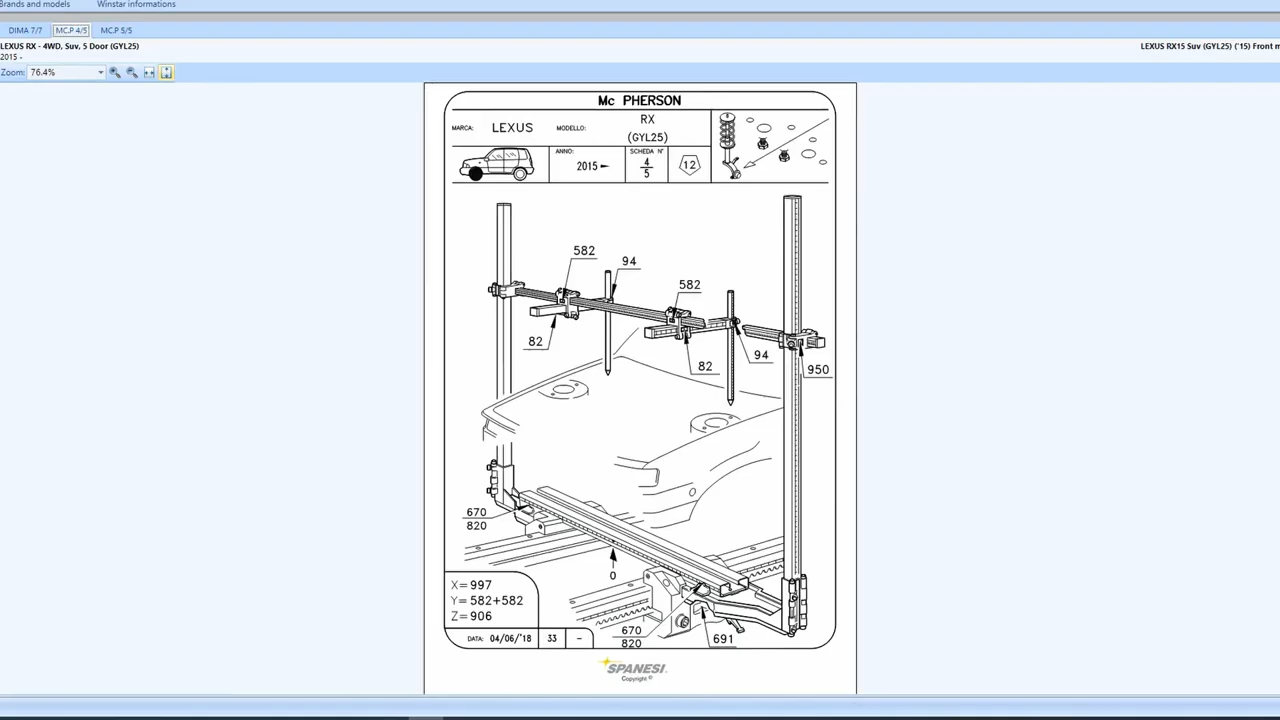 Brands and models Winstar informations
DIMA 7/7 MC.P 4/5 MC.P 5/5
LEXUS RX - 4WD, Suv, 5 Door (GYL25) LEXUS RX15 Suv (GYL25) ('15) Front m
2015 -
Zoom: 76.4%
Mc PHERSON
MARCA: LEXUS MODELLO: RX
(GYL25)
ANNO: 2015 SCHEDA N° 4
5
12
582
94
582
82
82
94
950
670
820
0
X=997
Y=582+582
Z=906
670
820
691
DATA: 04/06/'18 33 -
SPANESI
Copyright ©